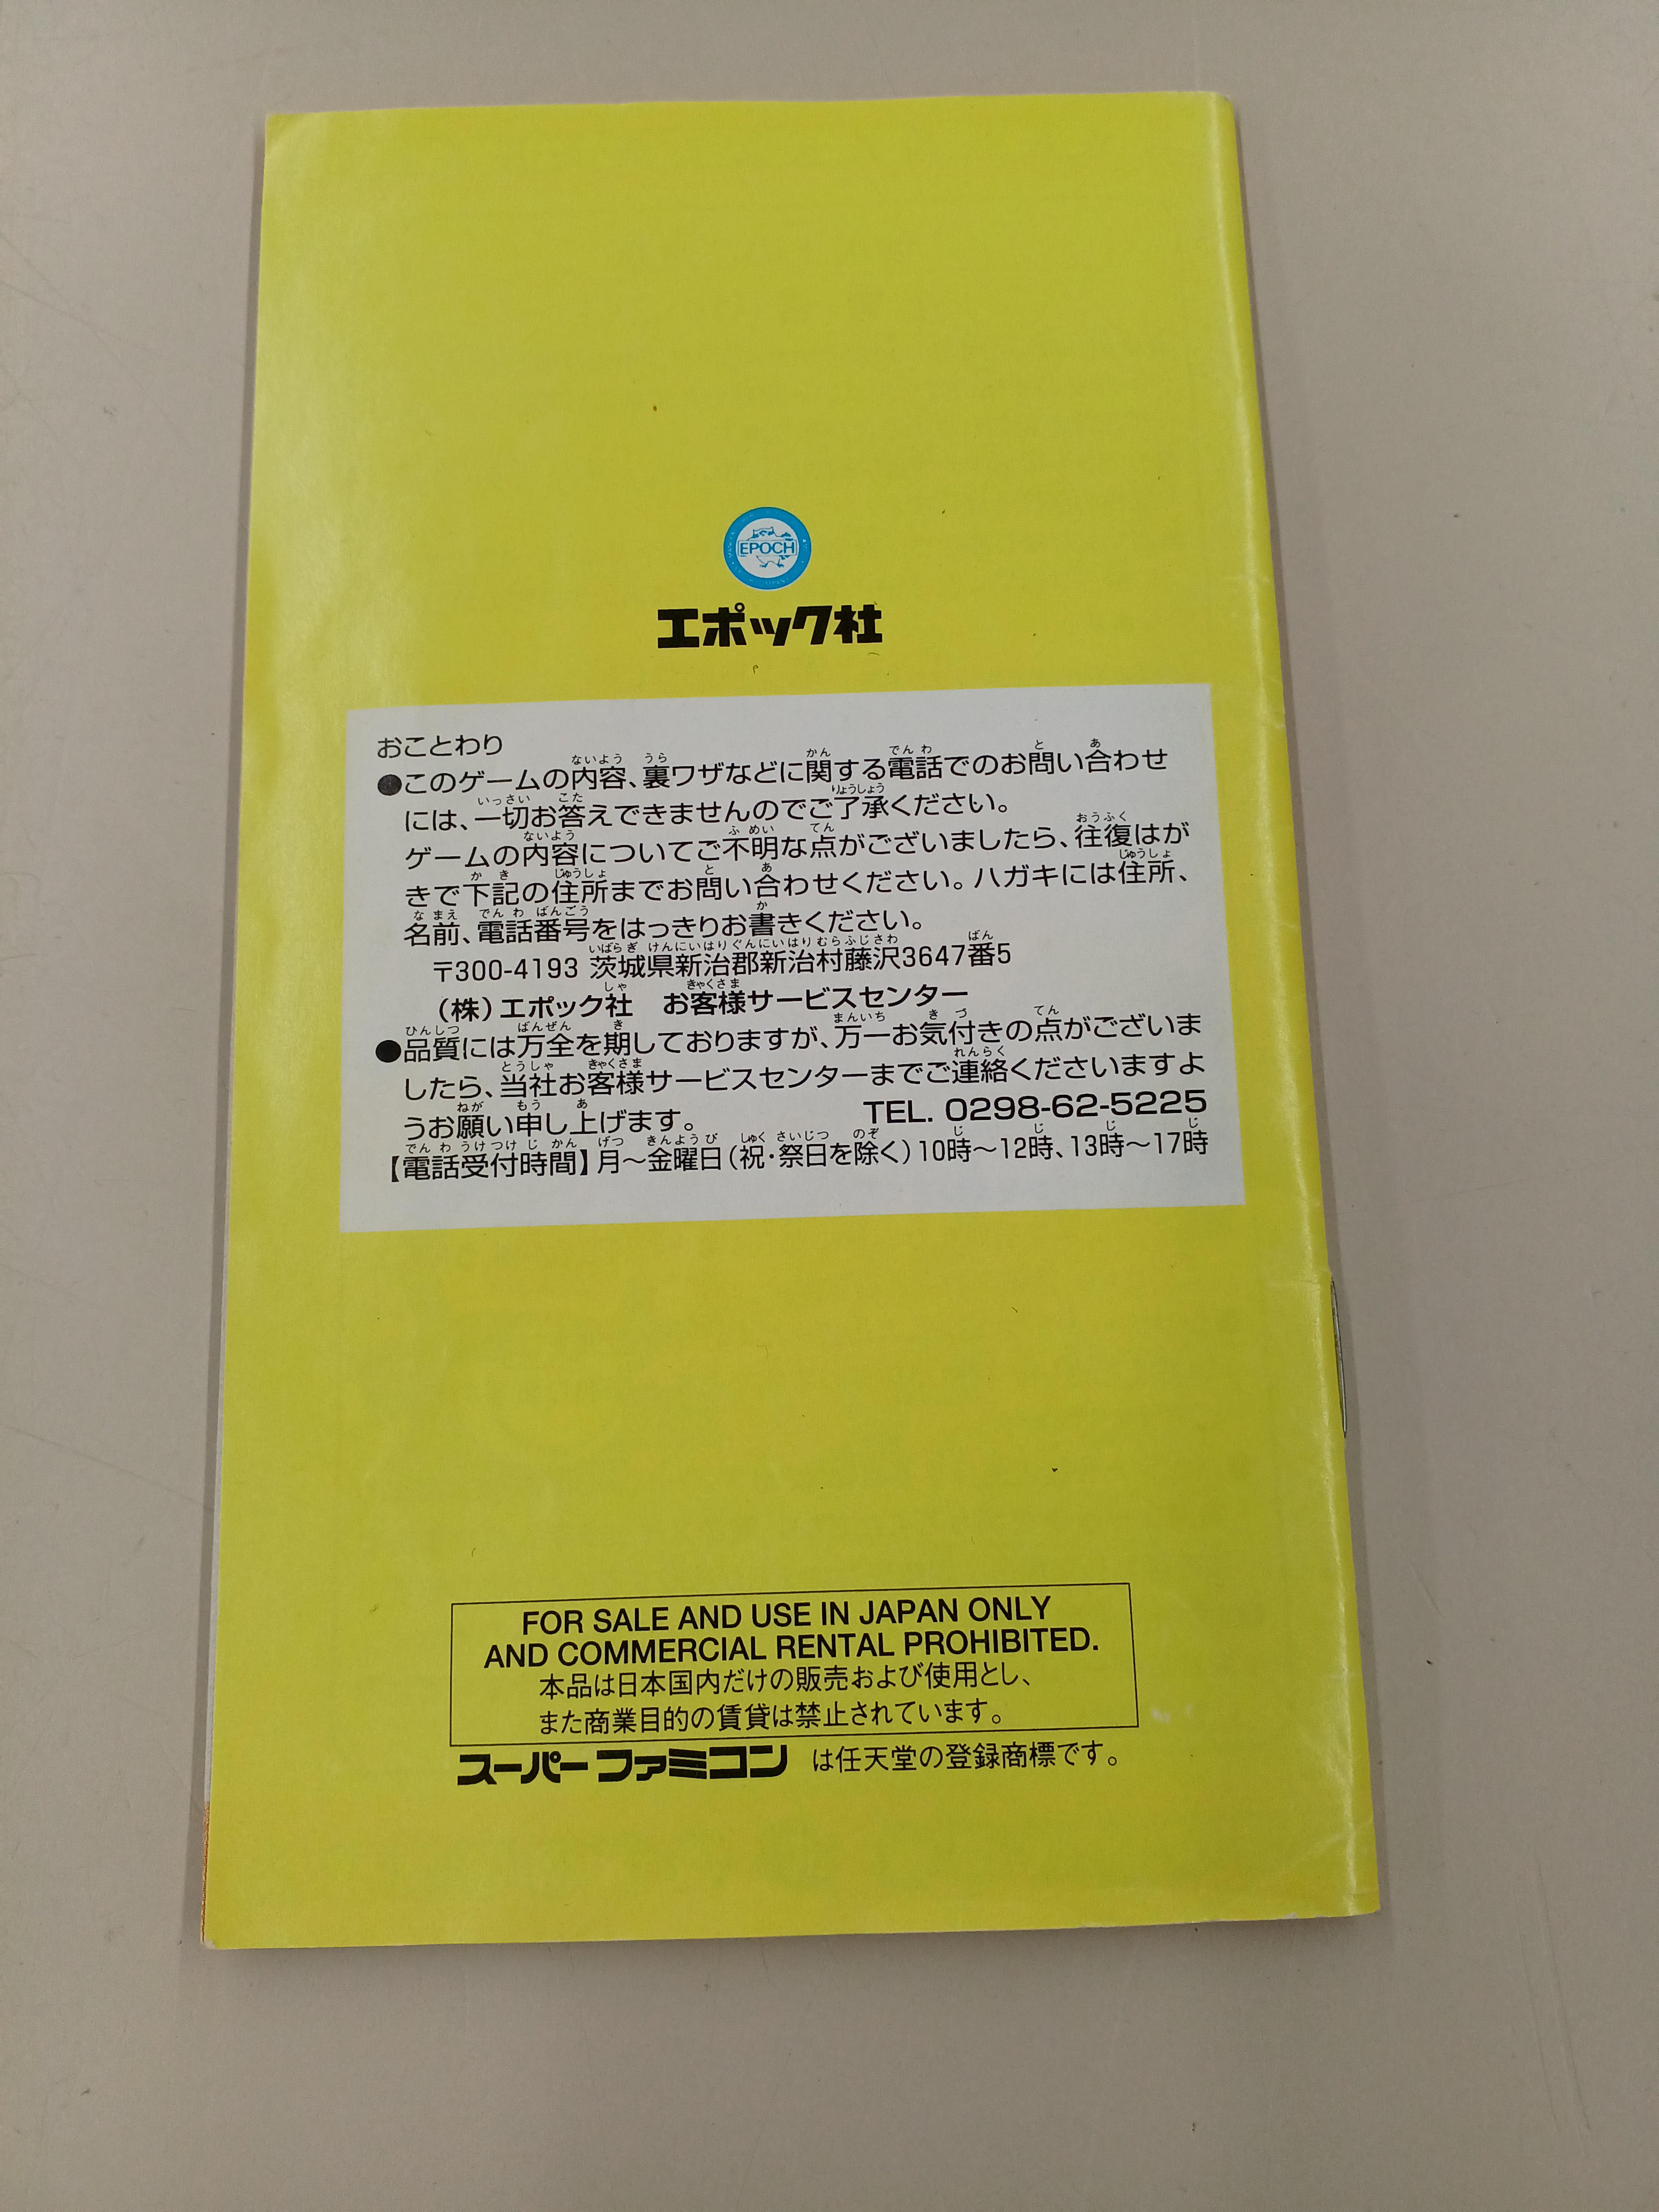 EPOCH
エポック社
おことわり
●このゲームの内容、裏ワザなどに関する電話でのお問い合わせ
には、一切お答えできませんのでご了承ください。
ゲームの内容についてご不明な点がございましたら、往復はが
きで下記の住所までお問い合わせください。ハガキには住所、
名前、電話番号をはっきりお書きください。
〒300-4193 茨城県新治郡新治村藤沢3647番5
(株)エポック社 お客様サービスセンター
●品質には万全を期しておりますが、万一お気付きの点がございま
したら、当社お客様サービスセンターまでご連絡くださいますよ
うお願い申し上げます。 TEL. 0298-62-5225
【電話受付時間】月~金曜日(祝・祭日を除く)10時~12時、13時~17時
FOR SALE AND USE IN JAPAN ONLY
AND COMMERCIAL RENTAL PROHIBITED.
本品は日本国内だけの販売および使用とし、
また商業目的の賃貸は禁止されています。
スーパーファミコン は任天堂の登録商標です。